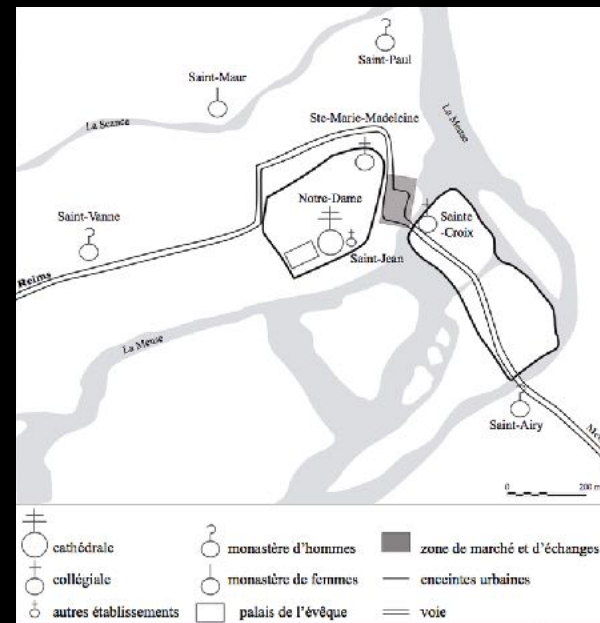 Saint-Paul
Saint-Maur
La Scance
La Meuse
Ste-Marie-Madeleine
Saint-Vanne
Notre-Dame
Sainte
-Croix
Saint-Jean
Reims
La Meuse
Saint-Airy
0 200 m
cathédrale
monastère d'hommes
zone de marché et d'échanges
collégiale
monastère de femmes
enceintes urbaines
autres établissements
palais de l'évêque
voie